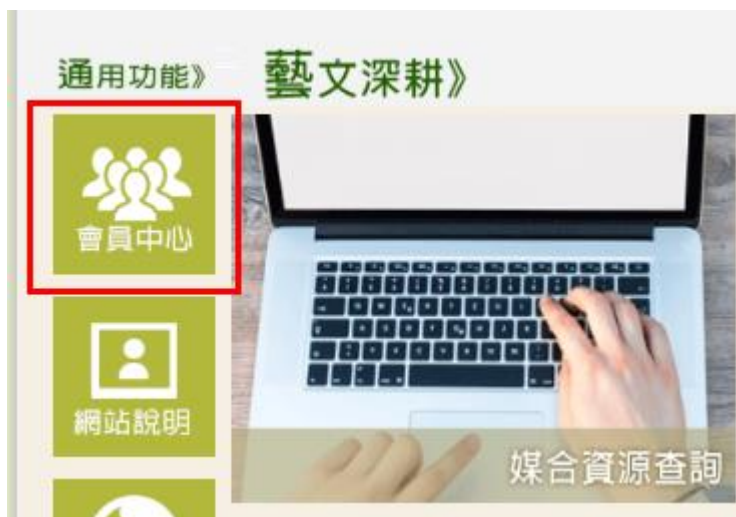 通用功能》
藝文深耕》
會員中心
網站說明
媒合資源查詢